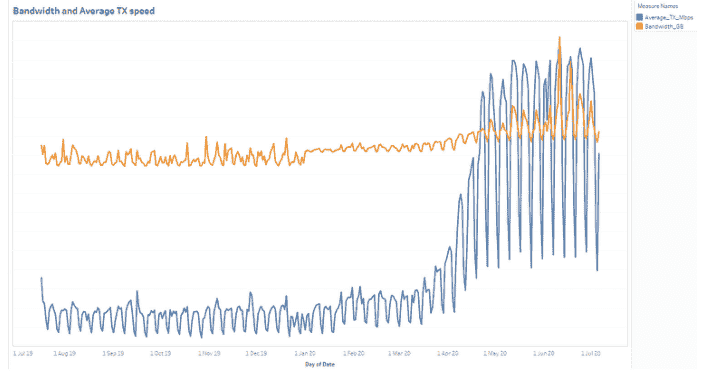 Bandwidth and Average TX speed
Measure Names
Average_TX_Mbps
Bandwidth_GB
1 Jul 19 1 Aug 19 1 Sep 19 1 Oct 19 1 Nov 19 1 Dec 19 1 Jan 20 1 Feb 20 1 Mar 20 1 Apr 20 1 May 20 1 Jun 20 1 Jul 20
Day of Date